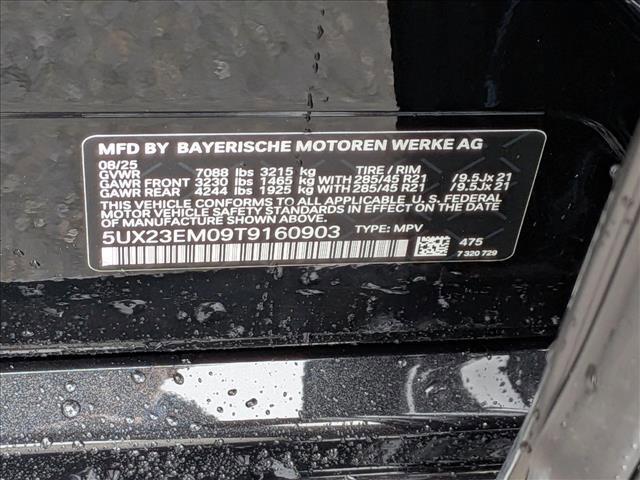 MFD BY BAYERISCHE MOTOREN WERKE AG
08/25
GVWR 7088 lbs 3215 kg TIRE / RIM
GAWR FRONT 3230 lbs 1465 kg WITH 285/45 R21 /9.5Jx21
GAWR REAR 4244 lbs 1925 kg WITH 285/45 R21 /9.5Jx21
THIS VEHICLE CONFORMS TO ALL APPLICABLE U. S. FEDERAL
MOTOR VEHICLE SAFETY STANDARDS IN EFFECT ON THE DATE
OF MANUFACTURE SHOWN ABOVE.
5UX23EM09T9160903 TYPE: MPV 475
7 320 729